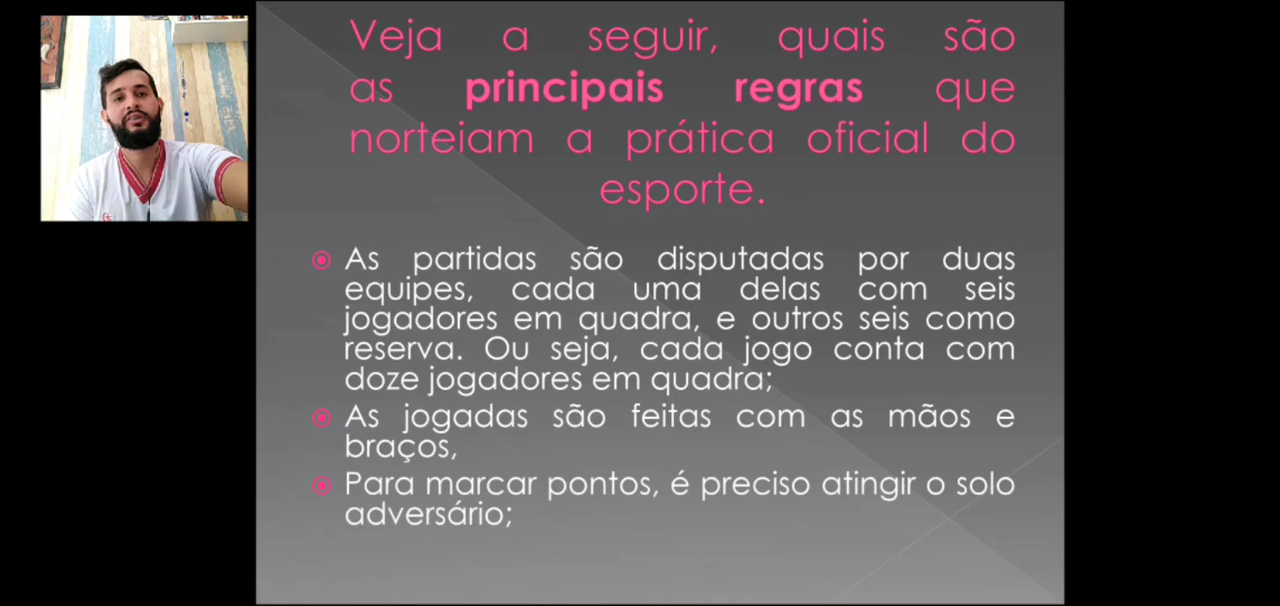 Veja a seguir, quais são
as principais regras que
norteiam a prática oficial do
esporte.
As partidas são disputadas por duas
equipes, cada uma delas com seis
jogadores em quadra, e outros seis como
reserva. Ou seja, cada jogo conta com
doze jogadores em quadra;
As jogadas são feitas com as mãos e
braços,
Para marcar pontos, é preciso atingir o solo
adversário;